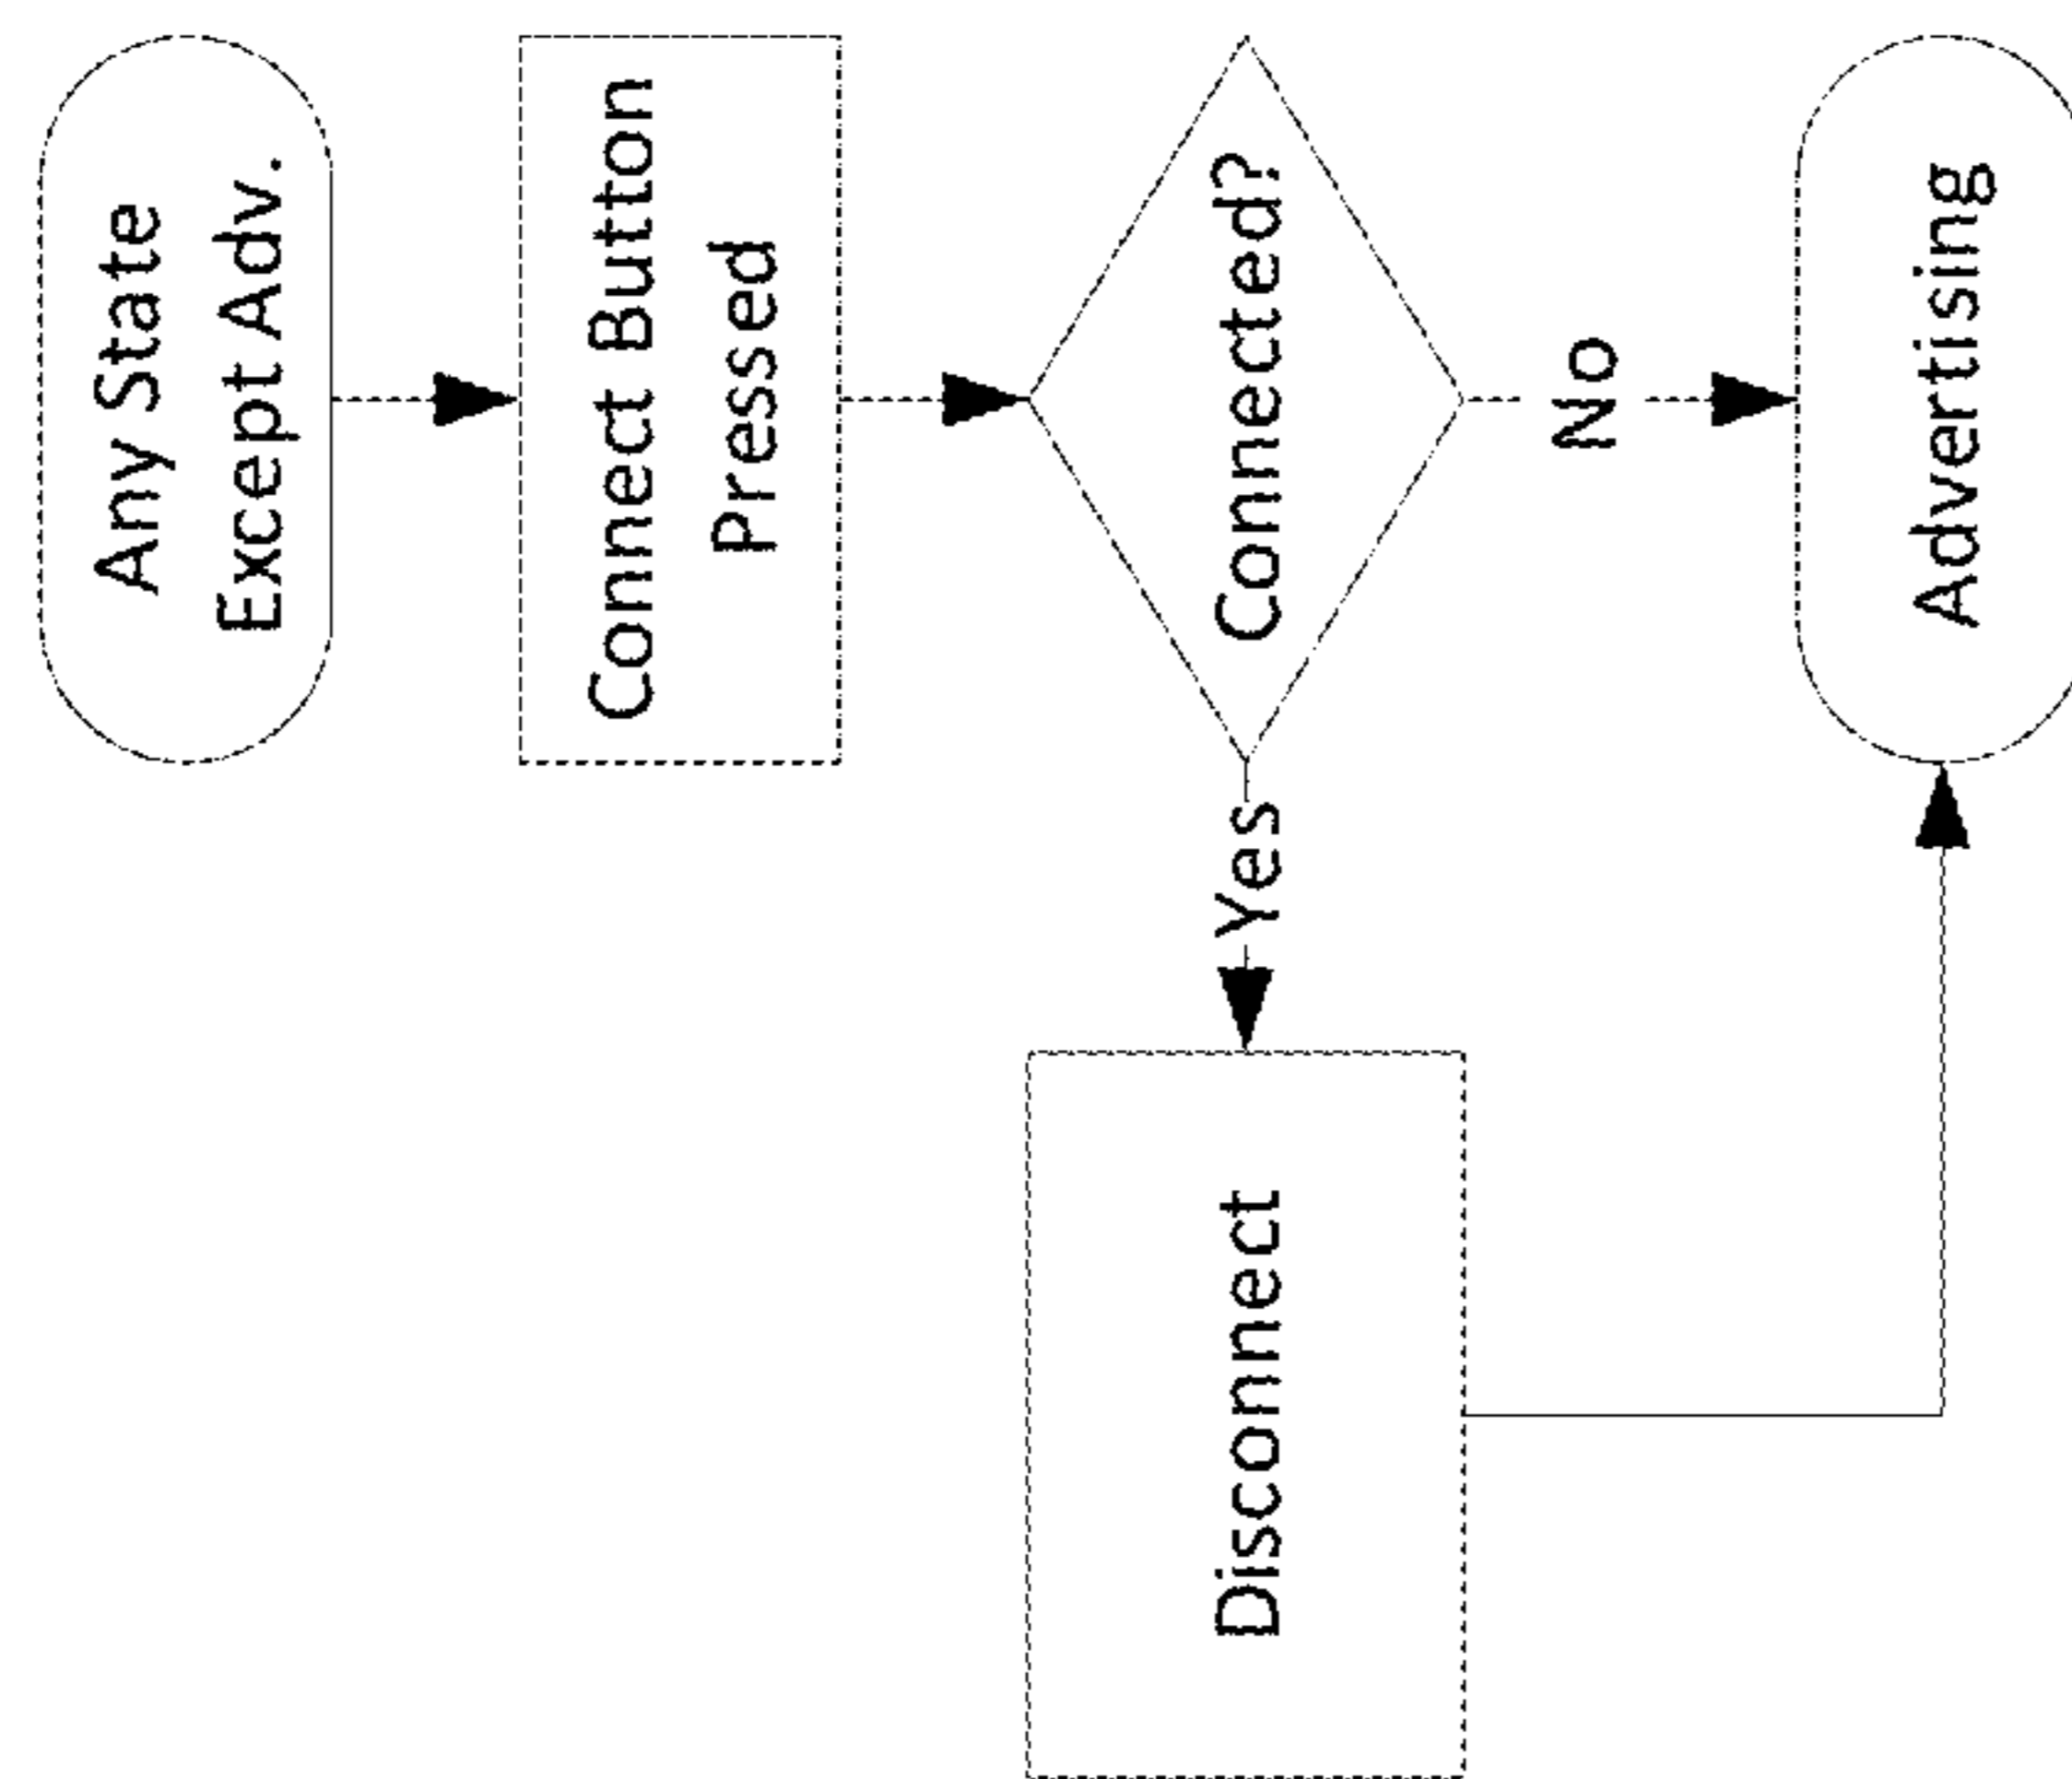 Any State
Except Adv.
Connect Button
Pressed
Connected?
Yes
No
Disconnect
Advertising